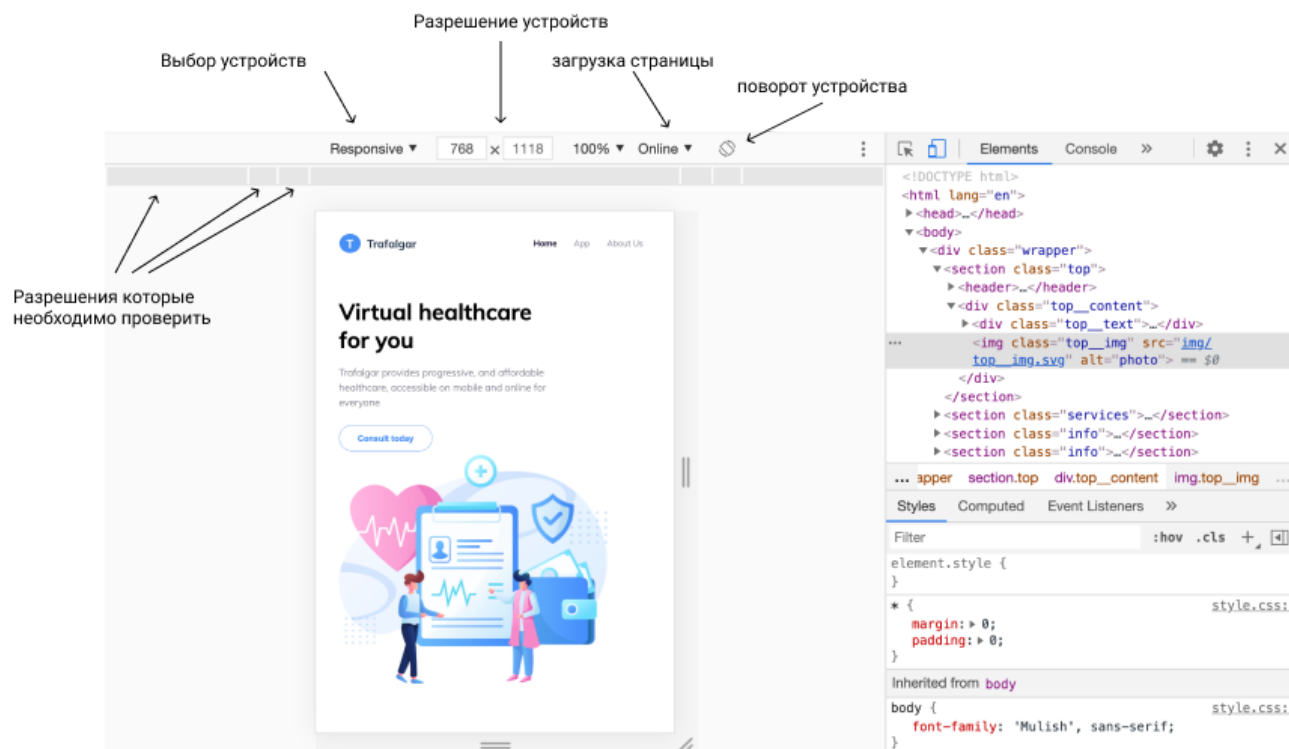 Разрешение устройств
Выбор устройств
загрузка страницы
поворот устройства
Responsive ▼ 768 × 1118 100% ▼ Online ▼
Elements Console »
Разрешения которые
необходимо проверить
T Trafalgar
Home App About Us
Virtual healthcare
for you
Trafalgar provides progressive, and affordable
healthcare, accessible on mobile and online for
everyone
Consult today
<!DOCTYPE html>
<html lang="en">
▶<head>…</head>
▼<body>
▼<div class="wrapper">
▼<section class="top">
▶<header>…</header>
▼<div class="top__content">
▶<div class="top__text">…</div>
<img class="top__img" src="img/
top__img.svg" alt="photo"> == $0
</div>
</section>
▶<section class="services">…</section>
▶<section class="info">…</section>
▶<section class="info">…</section>
... apper section.top div.top__content img.top__img ...
Styles Computed Event Listeners »
Filter :hov .cls +
element.style {
}
* { style.css:
margin:▶ 0;
padding:▶ 0;
}
Inherited from body
body { style.css:
font-family: 'Mulish', sans-serif;
}